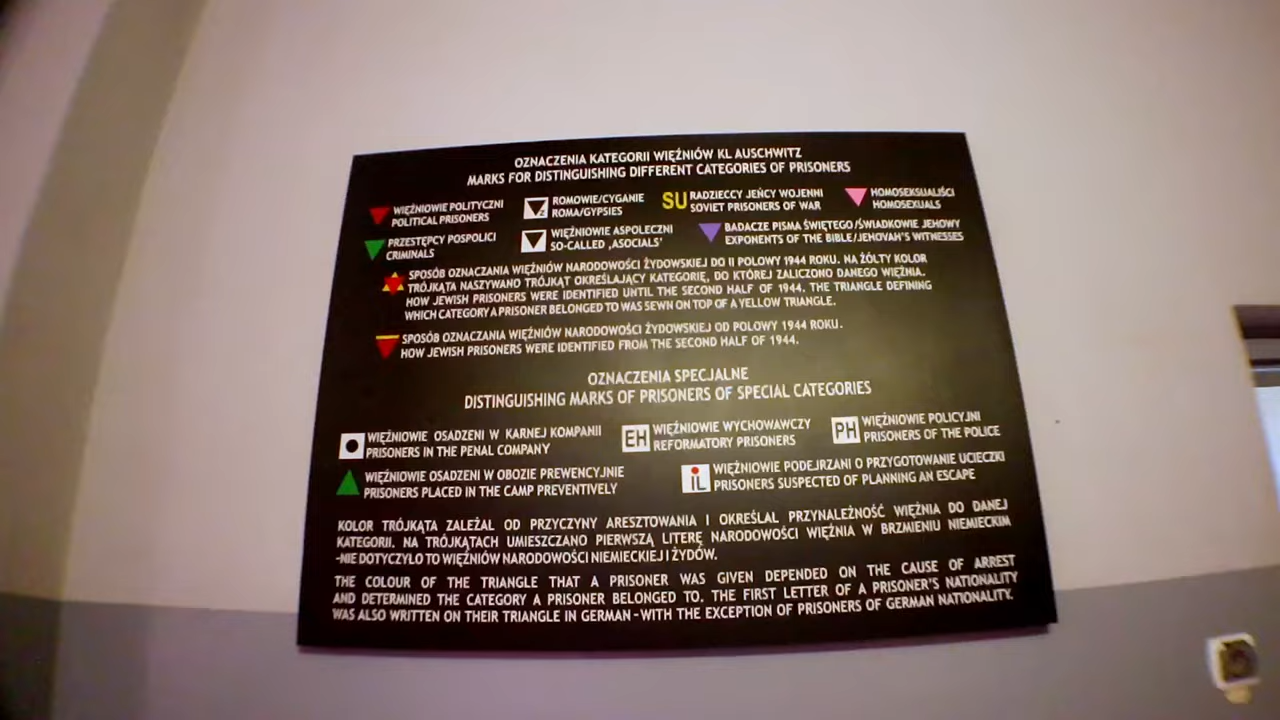 OZNACZENIA KATEGORII WIĘŹNIÓW KL AUSCHWITZ
MARKS FOR DISTINGUISHING DIFFERENT CATEGORIES OF PRISONERS
WIĘŹNIOWIE POLITYCZNI
POLITICAL PRISONERS
Z
ROMOWIE/CYGANIE
ROMA/GYPSIES
SU
RADZIECCY JEŃCY WOJENNI
SOVIET PRISONERS OF WAR
HOMOSEKSUALIŚCI
HOMOSEXUALS
PRZESTĘPCY POSPOLICI
CRIMINALS
WIĘŹNIOWIE ASPOLECZNI
SO-CALLED ‚ASOCIALS'
BADACZE PISMA ŚWIĘTEGO/ŚWIADKOWIE JEHOWY
EXPONENTS OF THE BIBLE/JEHOVAH'S WITNESSES
SPOSÓB OZNACZANIA WIĘŹNIÓW NARODOWOŚCI ŻYDOWSKIEJ DO II POLOWY 1944 ROKU. NA ŻÓLTY KOLOR
TRÓJKĄTA NASZYWANO TRÓJKĄT OKREŚLAJĄCY KATEGORIĘ, DO KTÓREJ ZALICZONO DANEGO WIĘŹNIA.
HOW JEWISH PRISONERS WERE IDENTIFIED UNTIL THE SECOND HALF OF 1944. THE TRIANGLE DEFINING
WHICH CATEGORY A PRISONER BELONGED TO WAS SEWN ON TOP OF A YELLOW TRIANGLE.
SPOSÓB OZNACZANIA WIĘŹNIÓW NARODOWOŚCI ŻYDOWSKIEJ OD POLOWY 1944 ROKU.
HOW JEWISH PRISONERS WERE IDENTIFIED FROM THE SECOND HALF OF 1944.
OZNACZENIA SPECJALNE
DISTINGUISHING MARKS OF PRISONERS OF SPECIAL CATEGORIES
WIĘŹNIOWIE OSADZENI W KARNEJ KOMPANII
PRISONERS IN THE PENAL COMPANY
EH
WIĘŹNIOWIE WYCHOWAWCZY
REFORMATORY PRISONERS
PH
WIĘŹNIOWIE POLICYJNI
PRISONERS OF THE POLICE
WIĘŹNIOWIE OSADZENI W OBOZIE PREWENCYJNIE
PRISONERS PLACED IN THE CAMP PREVENTIVELY
iL
WIĘŹNIOWIE PODEJRZANI O PRZYGOTOWANIE UCIECZKI
PRISONERS SUSPECTED OF PLANNING AN ESCAPE
KOLOR TRÓJKĄTA ZALEŻAL OD PRZYCZYNY ARESZTOWANIA I OKREŚLAL PRZYNALEŻNOŚĆ WIĘŹNIA DO DANEJ
KATEGORII. NA TRÓJKĄTACH UMIESZCZANO PIERWSZĄ LITERĘ NARODOWOŚCI WIĘŹNIA W BRZMIENIU NIEMIECKIM
-NIE DOTYCZYLO TO WIĘŹNIÓW NARODOWOŚCI NIEMIECKIEJ I ŻYDÓW.
THE COLOUR OF THE TRIANGLE THAT A PRISONER WAS GIVEN DEPENDED ON THE CAUSE OF ARREST
AND DETERMINED THE CATEGORY A PRISONER BELONGED TO. THE FIRST LETTER OF A PRISONER'S NATIONALITY
WAS ALSO WRITTEN ON THEIR TRIANGLE IN GERMAN-WITH THE EXCEPTION OF PRISONERS OF GERMAN NATIONALITY.